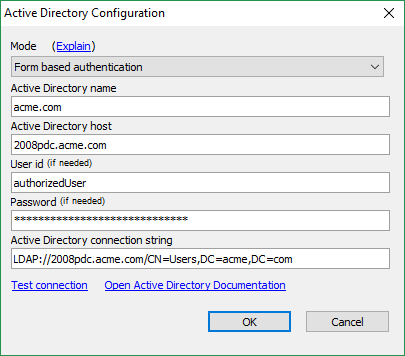 Active Directory Configuration
Mode (Explain)
Form based authentication
Active Directory name
acme.com
Active Directory host
2008pdc.acme.com
User id (if needed)
authorizedUser
Password (if needed)
*****************************
Active Directory connection string
LDAP://2008pdc.acme.com/CN=Users,DC=acme,DC=com
Test connection Open Active Directory Documentation
OK Cancel